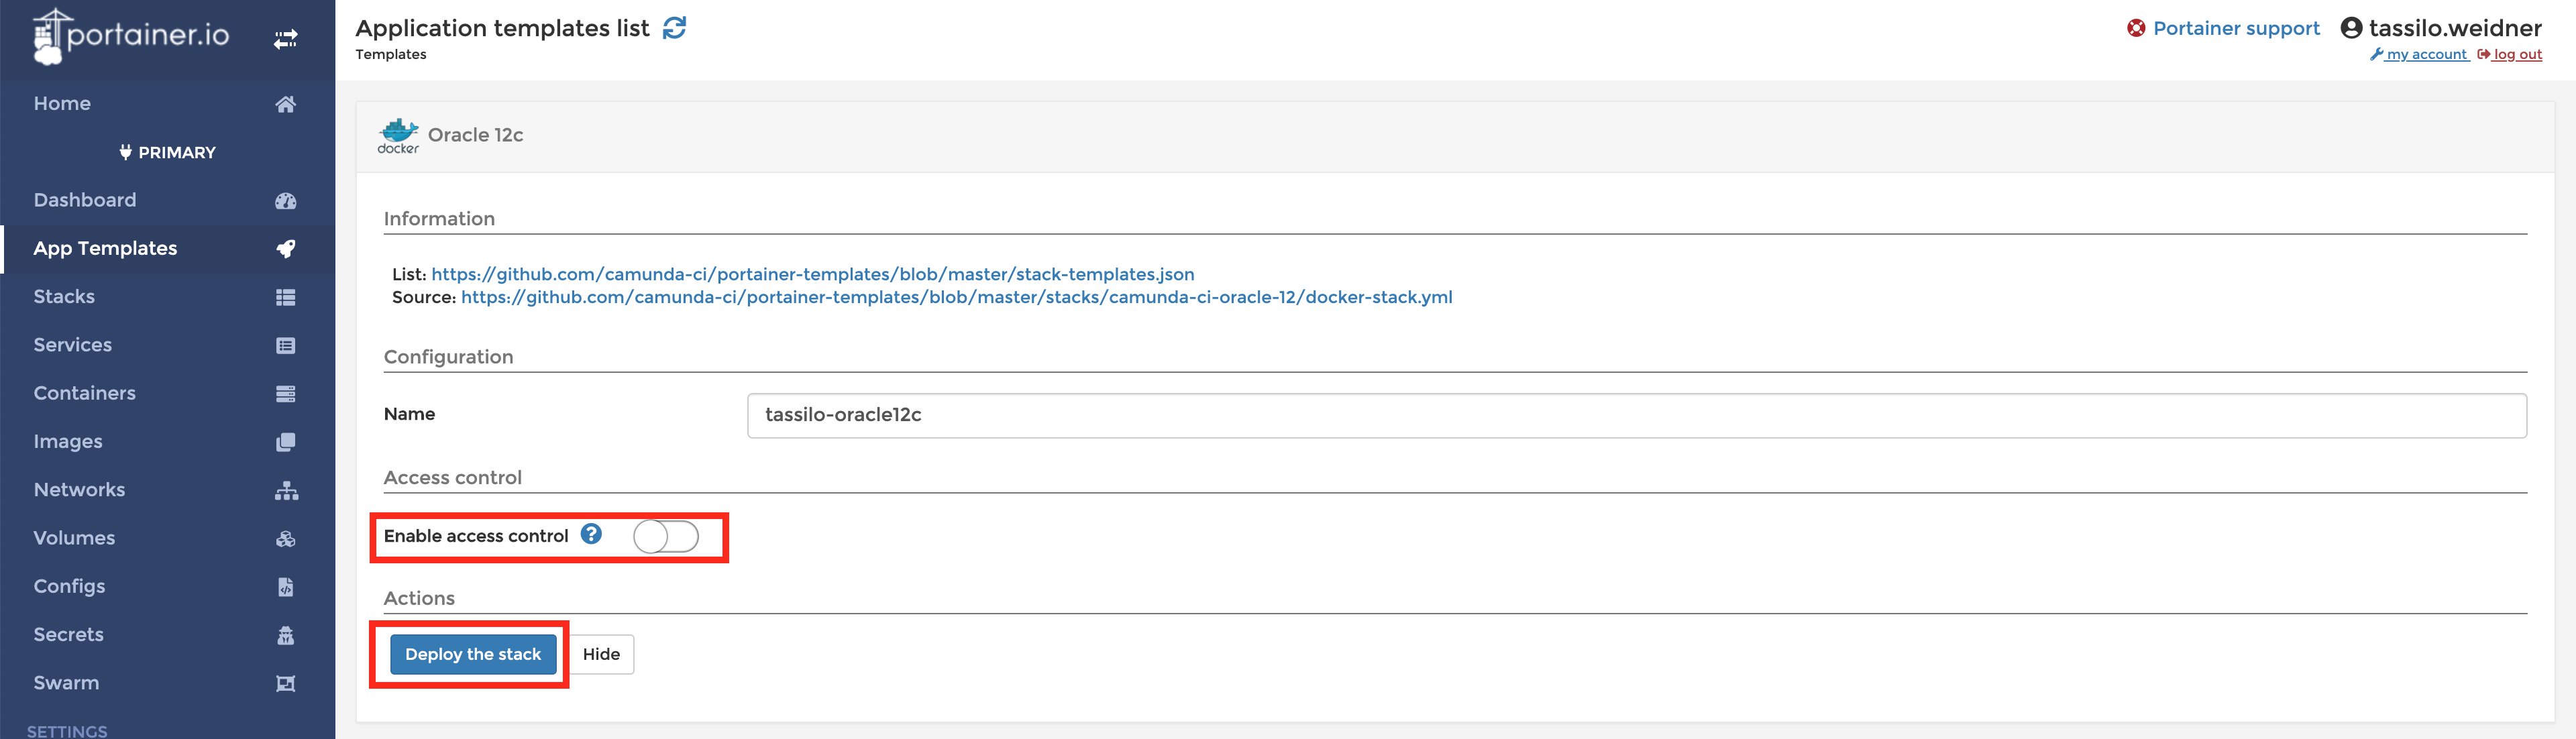 portainer.io
Application templates list
Templates
Portainer support
tassilo.weidner
my account
log out
Home
PRIMARY
Dashboard
App Templates
Stacks
Services
Containers
Images
Networks
Volumes
Configs
Secrets
Swarm
SETTINGS
docker
Oracle 12c
Information
List: https://github.com/camunda-ci/portainer-templates/blob/master/stack-templates.json
Source: https://github.com/camunda-ci/portainer-templates/blob/master/stacks/camunda-ci-oracle-12/docker-stack.yml
Configuration
Name
tassilo-oracle12c
Access control
Enable access control ?
Actions
Deploy the stack
Hide